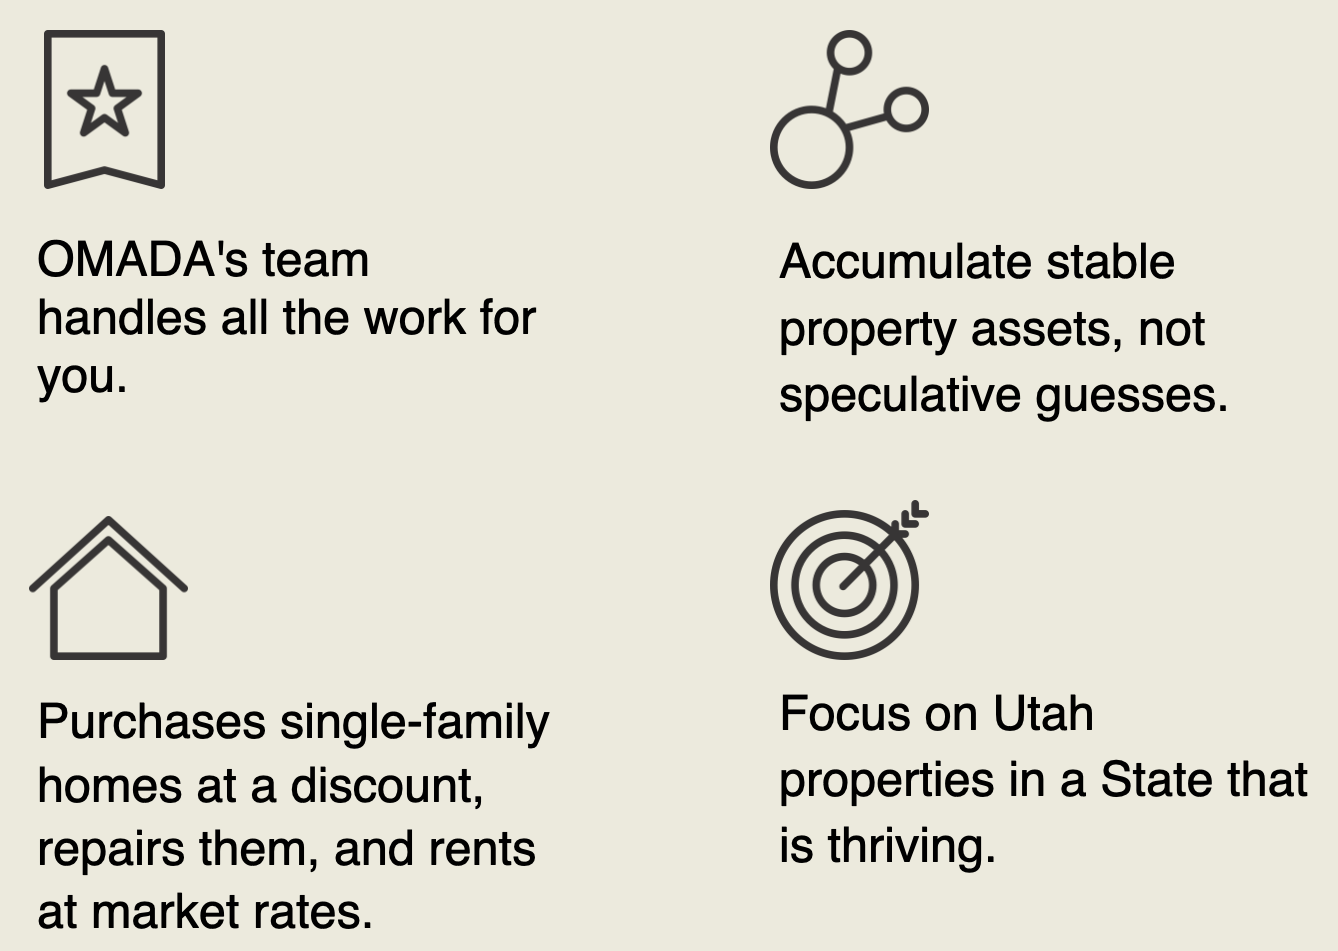 OMADA's team
handles all the work for
you.
Accumulate stable
property assets, not
speculative guesses.
Purchases single-family
homes at a discount,
repairs them, and rents
at market rates.
Focus on Utah
properties in a State that
is thriving.